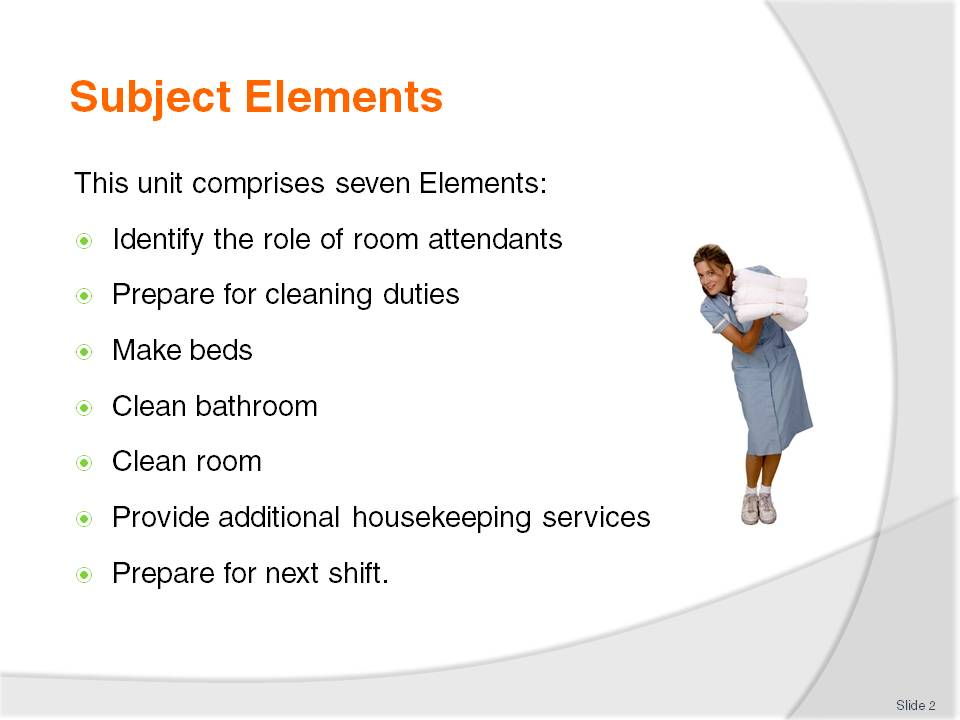 Subject Elements
This unit comprises seven Elements:
Identify the role of room attendants
Prepare for cleaning duties
Make beds
Clean bathroom
Clean room
Provide additional housekeeping services
Prepare for next shift.
Slide 2